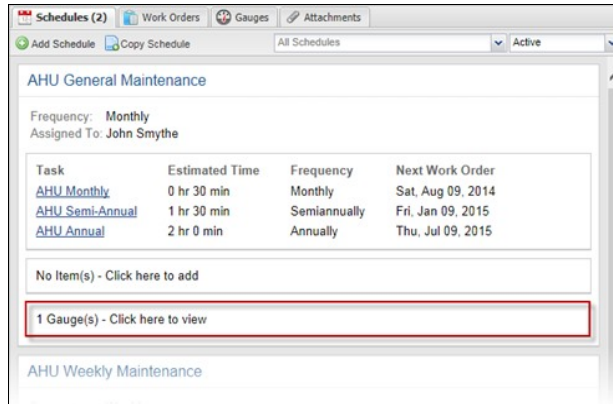 Schedules (2) Work Orders Gauges Attachments
Add Schedule Copy Schedule All Schedules Active
AHU General Maintenance
Frequency: Monthly
Assigned To: John Smythe
Task Estimated Time Frequency Next Work Order
AHU Monthly 0 hr 30 min Monthly Sat, Aug 09, 2014
AHU Semi-Annual 1 hr 30 min Semiannually Fri, Jan 09, 2015
AHU Annual 2 hr 0 min Annually Thu, Jul 09, 2015
No Item(s) - Click here to add
1 Gauge(s) - Click here to view
AHU Weekly Maintenance